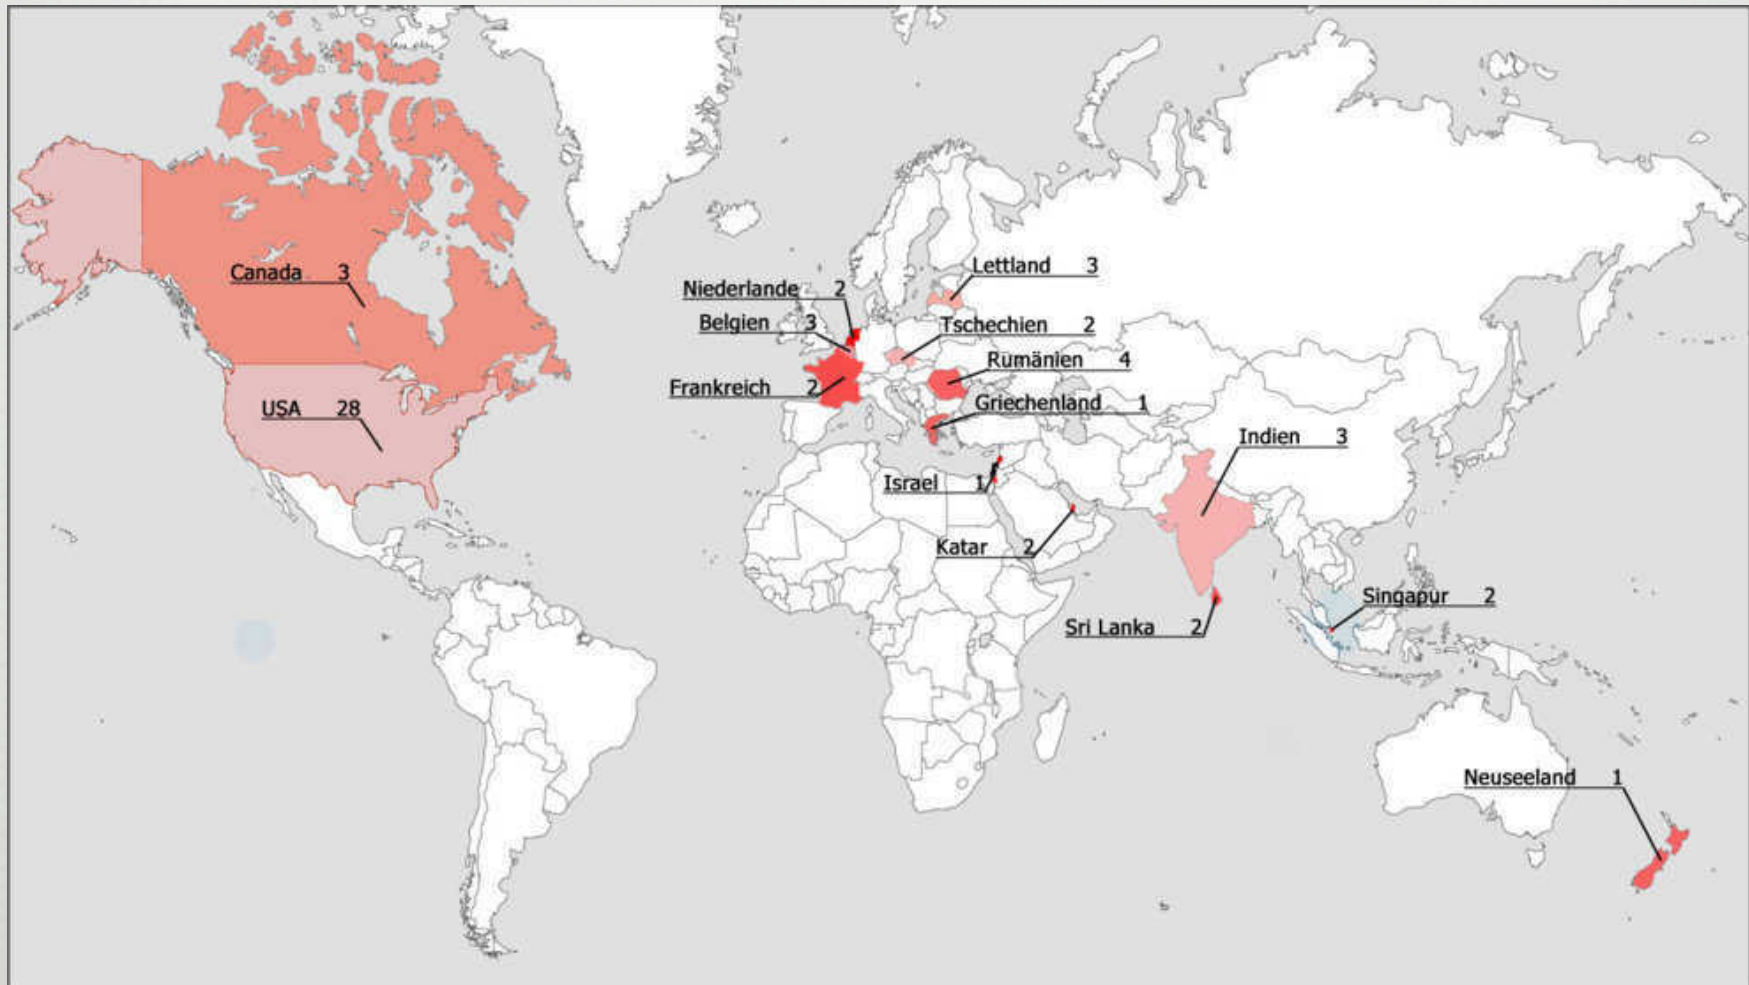 Canada 3
USA 28
Niederlande 2
Belgien 3
Frankreich 2
Lettland 3
Tschechien 2
Rumänien 4
Griechenland 1
Israel 1
Katar 2
Indien 3
Sri Lanka 2
Singapur 2
Neuseeland 1